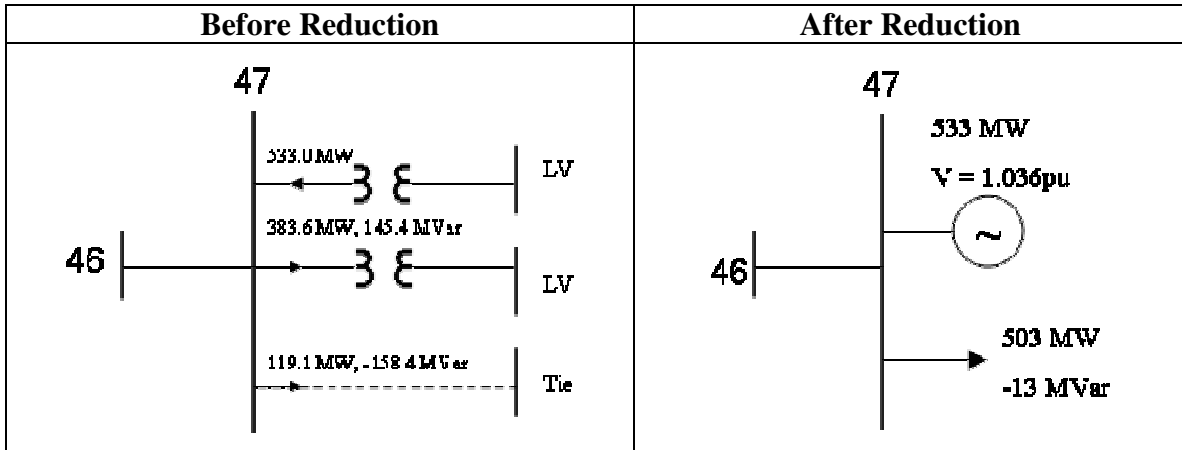 Before Reduction
After Reduction
47
533.0 MW
LV
383.6 MW, 145.4 MVar
46
LV
119.1 MW, -158.4 MVar
Tie
47
533 MW
V = 1.036pu
~
46
503 MW
-13 MVar